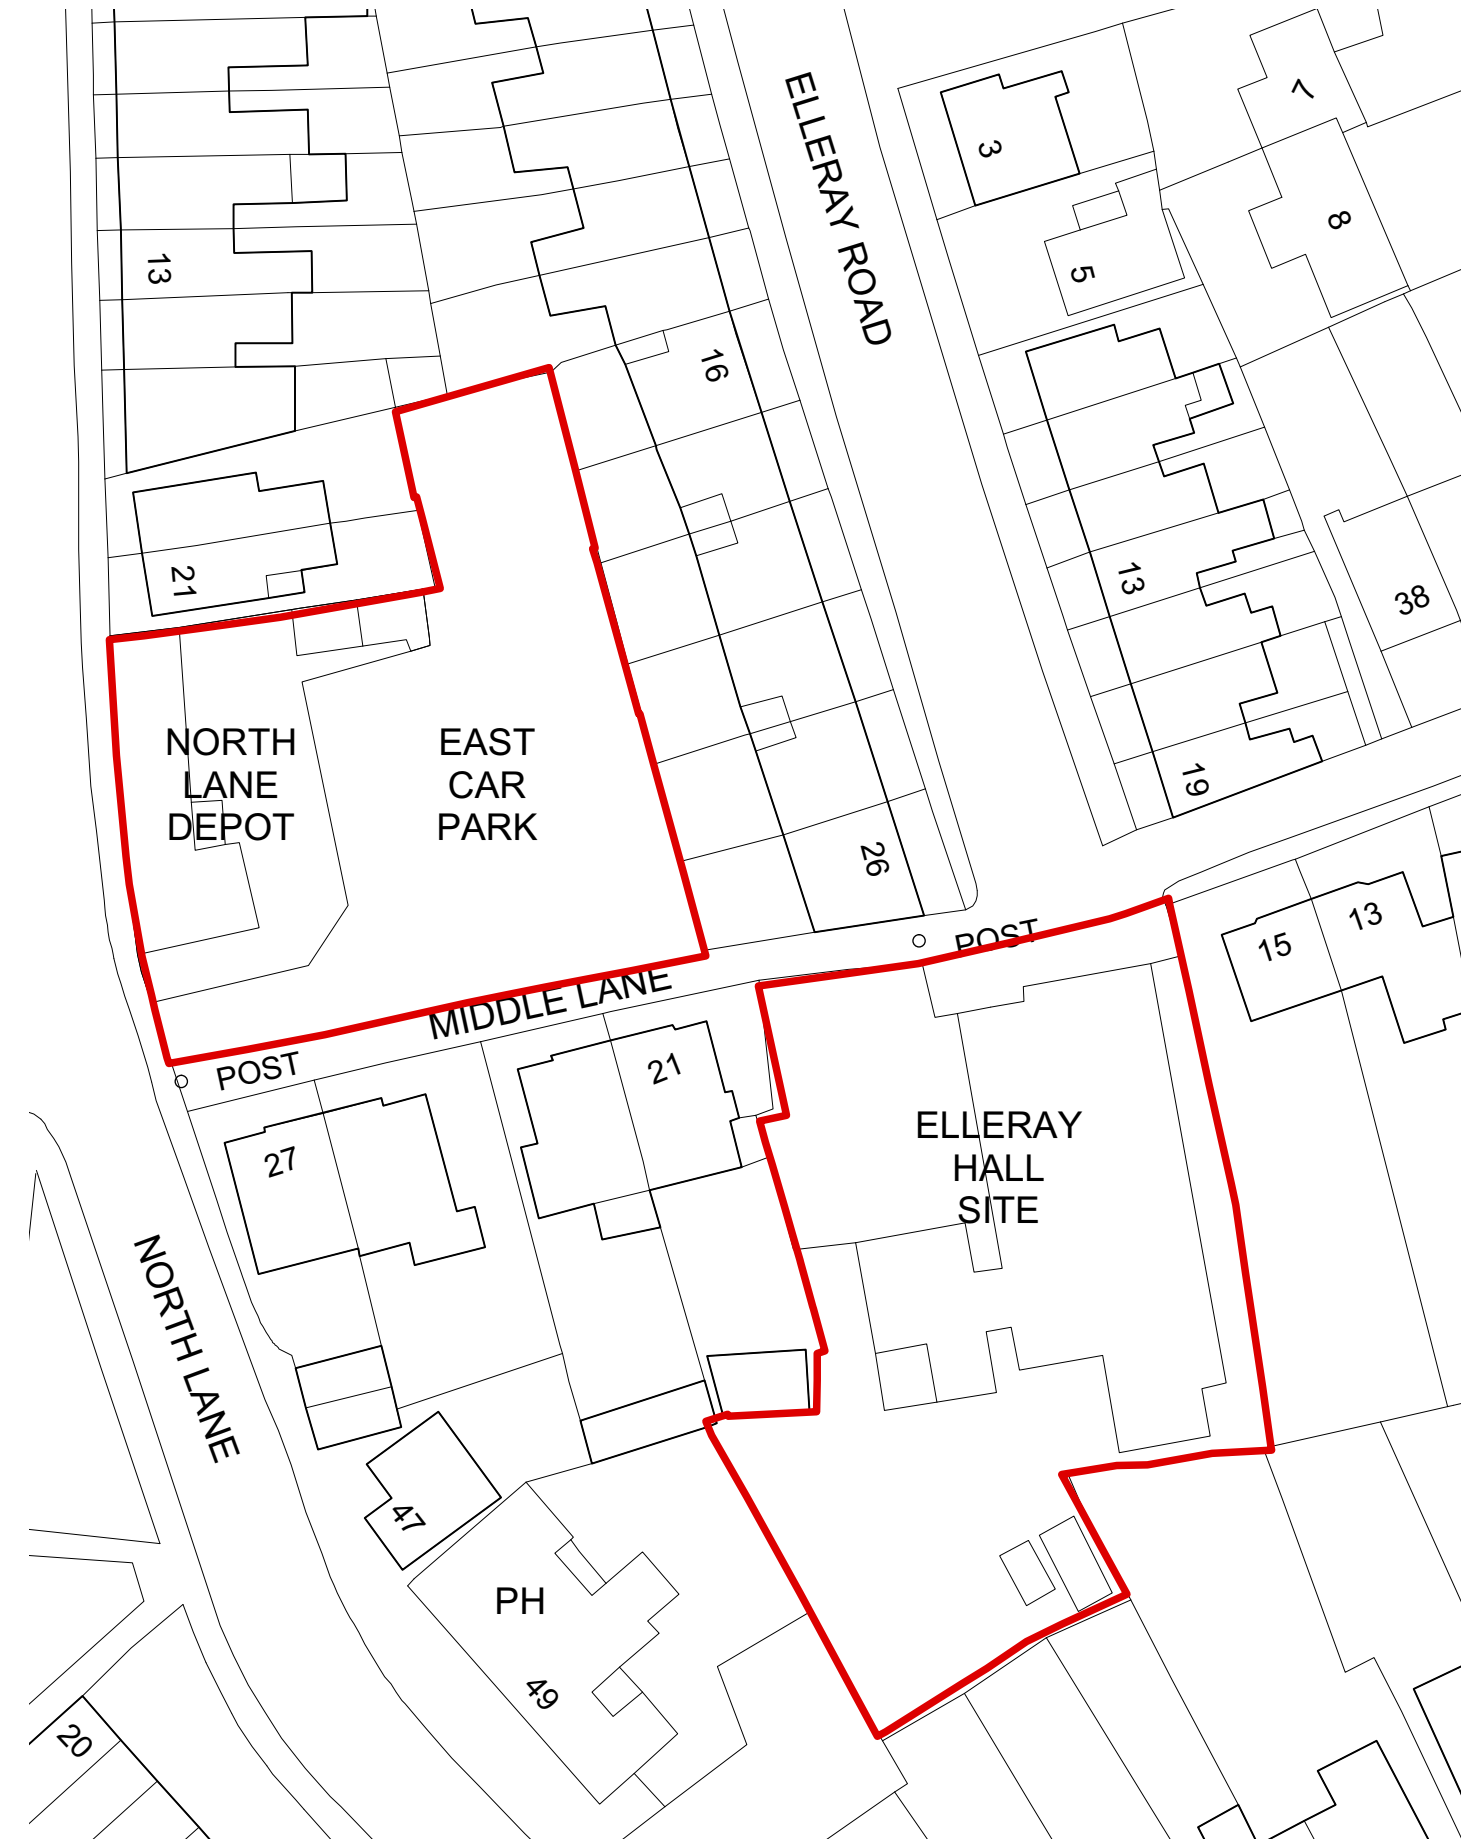 ELLERAY ROAD
7
3
8
13
5
16
13
38
21
NORTH
LANE
DEPOT
EAST
CAR
PARK
19
26
15
13
POST
MIDDLE LANE
POST
21
27
ELLERAY
HALL
SITE
NORTH LANE
47
PH
49
20